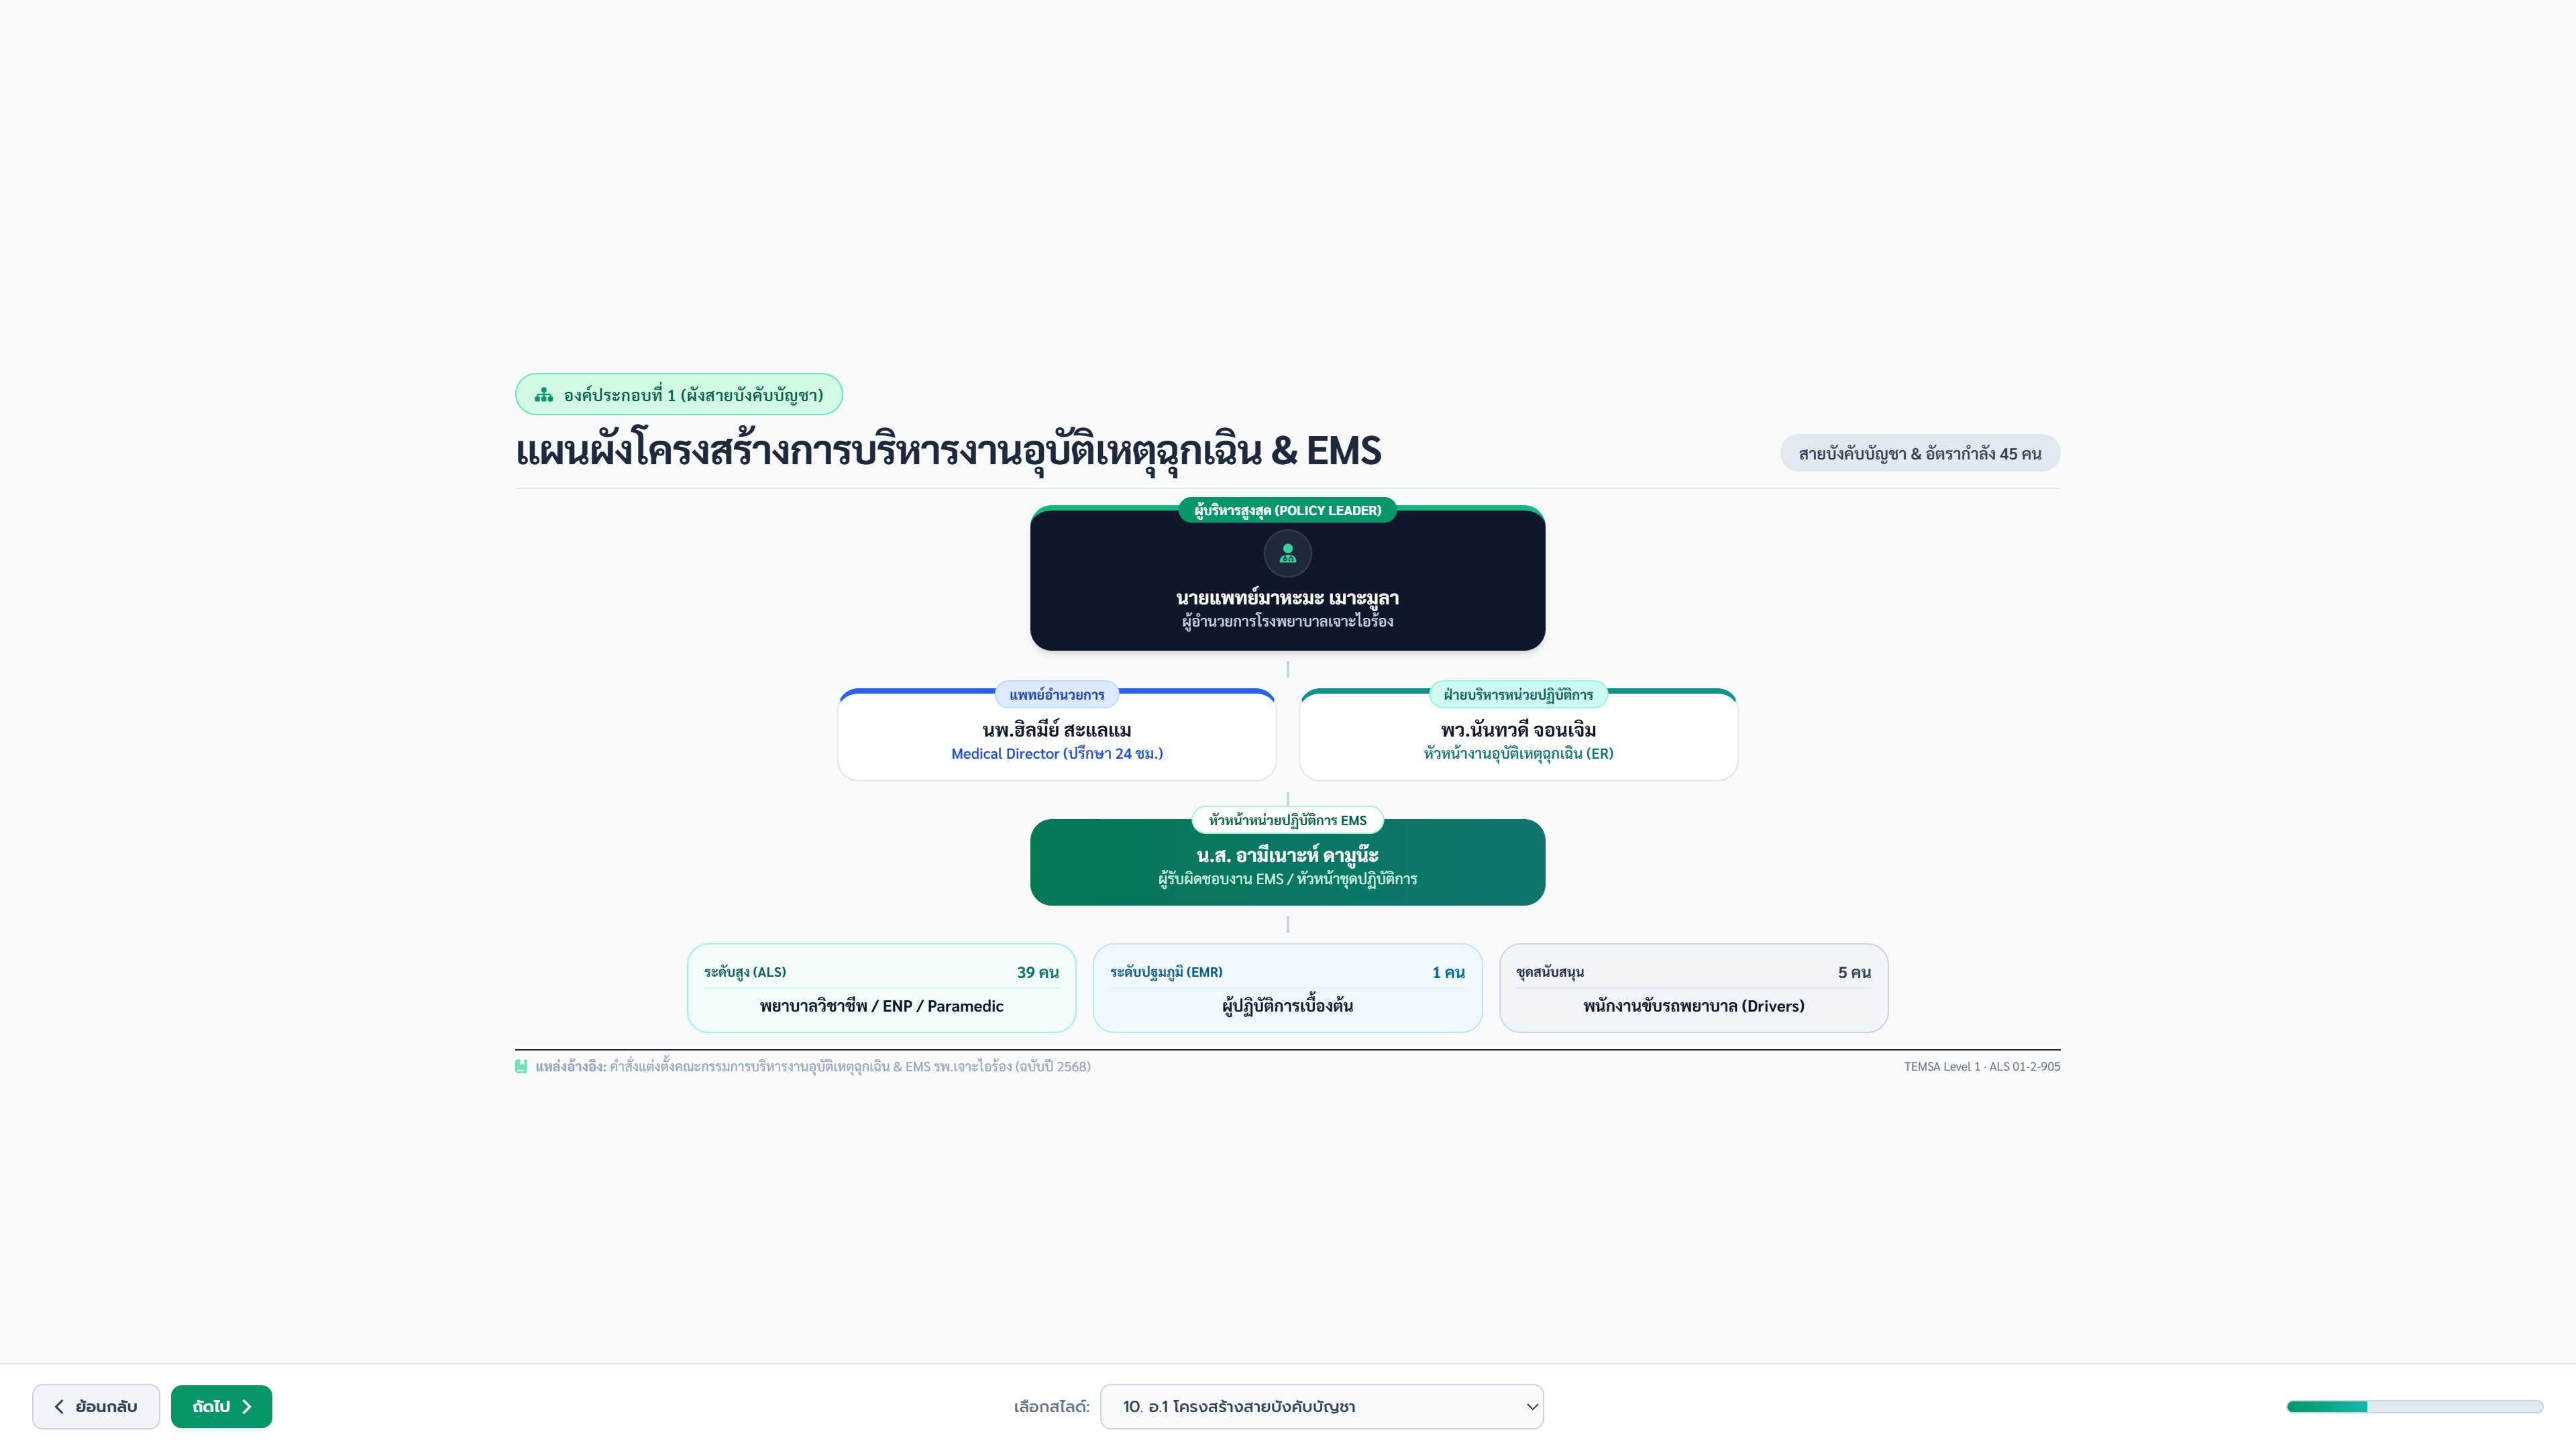 องค์ประกอบที่ 1 (ผังสายบังคับบัญชา)
แผนผังโครงสร้างการบริหารงานอุบัติเหตุฉุกเฉิน & EMS
สายบังคับบัญชา & อัตรากำลัง 45 คน
ผู้บริหารสูงสุด (POLICY LEADER)
นายแพทย์มาหะมะ เมาะมูลา
ผู้อำนวยการโรงพยาบาลเจาะไอร้อง
แพทย์อำนวยการ
นพ.ฮิลมีย์ สะแลแม
Medical Director (ปรึกษา 24 ชม.)
ฝ่ายบริหารหน่วยปฏิบัติการ
พว.นันทวดี จอนเจิม
หัวหน้างานอุบัติเหตุฉุกเฉิน (ER)
หัวหน้าหน่วยปฏิบัติการ EMS
น.ส. อามีเนาะห์ ดามูน๊ะ
ผู้รับผิดชอบงาน EMS / หัวหน้าชุดปฏิบัติการ
ระดับสูง (ALS) 39 คน
พยาบาลวิชาชีพ / ENP / Paramedic
ระดับปฐมภูมิ (EMR) 1 คน
ผู้ปฏิบัติการเบื้องต้น
ชุดสนับสนุน 5 คน
พนักงานขับรถพยาบาล (Drivers)
แหล่งอ้างอิง: คำสั่งแต่งตั้งคณะกรรมการบริหารงานอุบัติเหตุฉุกเฉิน & EMS รพ.เจาะไอร้อง (ฉบับปี 2568)
TEMSA Level 1 · ALS 01-2-905
ย้อนกลับ
ถัดไป
เลือกสไลด์:
10. อ.1 โครงสร้างสายบังคับบัญชา